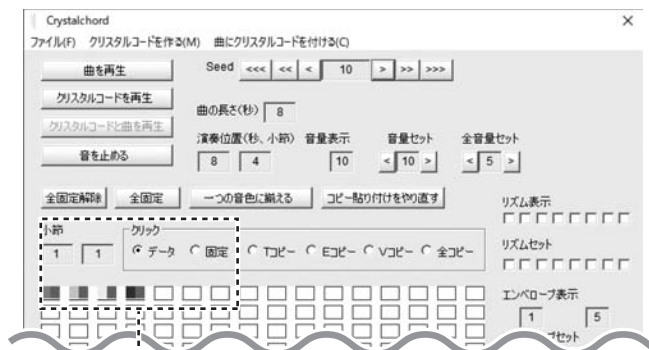 Crystalchord
ファイル(F) クリスタルコードを作る(M) 曲にクリスタルコードを付ける(C)
曲を再生 Seed <<< << < 10 > >> >>>
クリスタルコードを再生 曲の長さ(秒) 8
クリスタルコードと曲を再生 演奏位置(秒、小節) 音量表示 音量セット 全音量セット
音を止める 8 4 10 < 10 > < 5 >
全固定解除 全固定 一つの音色に揃える コピー貼り付けをやり直す リズム表示
小節 クリック リズムセット
1 1 データ 固定 Tコピー Eコピー Vコピー 全コピー
エンベロープ表示
1 5
プセット